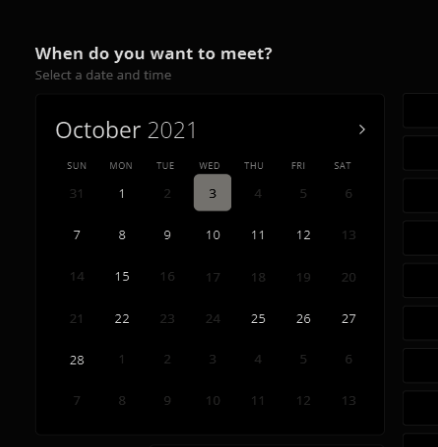 When do you want to meet?
Select a date and time
October 2021
SUN MON TUE WED THU FRI SAT
31 1 2 3 4 5 6
7 8 9 10 11 12 13
14 15 16 17 18 19 20
21 22 23 24 25 26 27
28 1 2 3 4 5 6
7 8 9 10 11 12 13